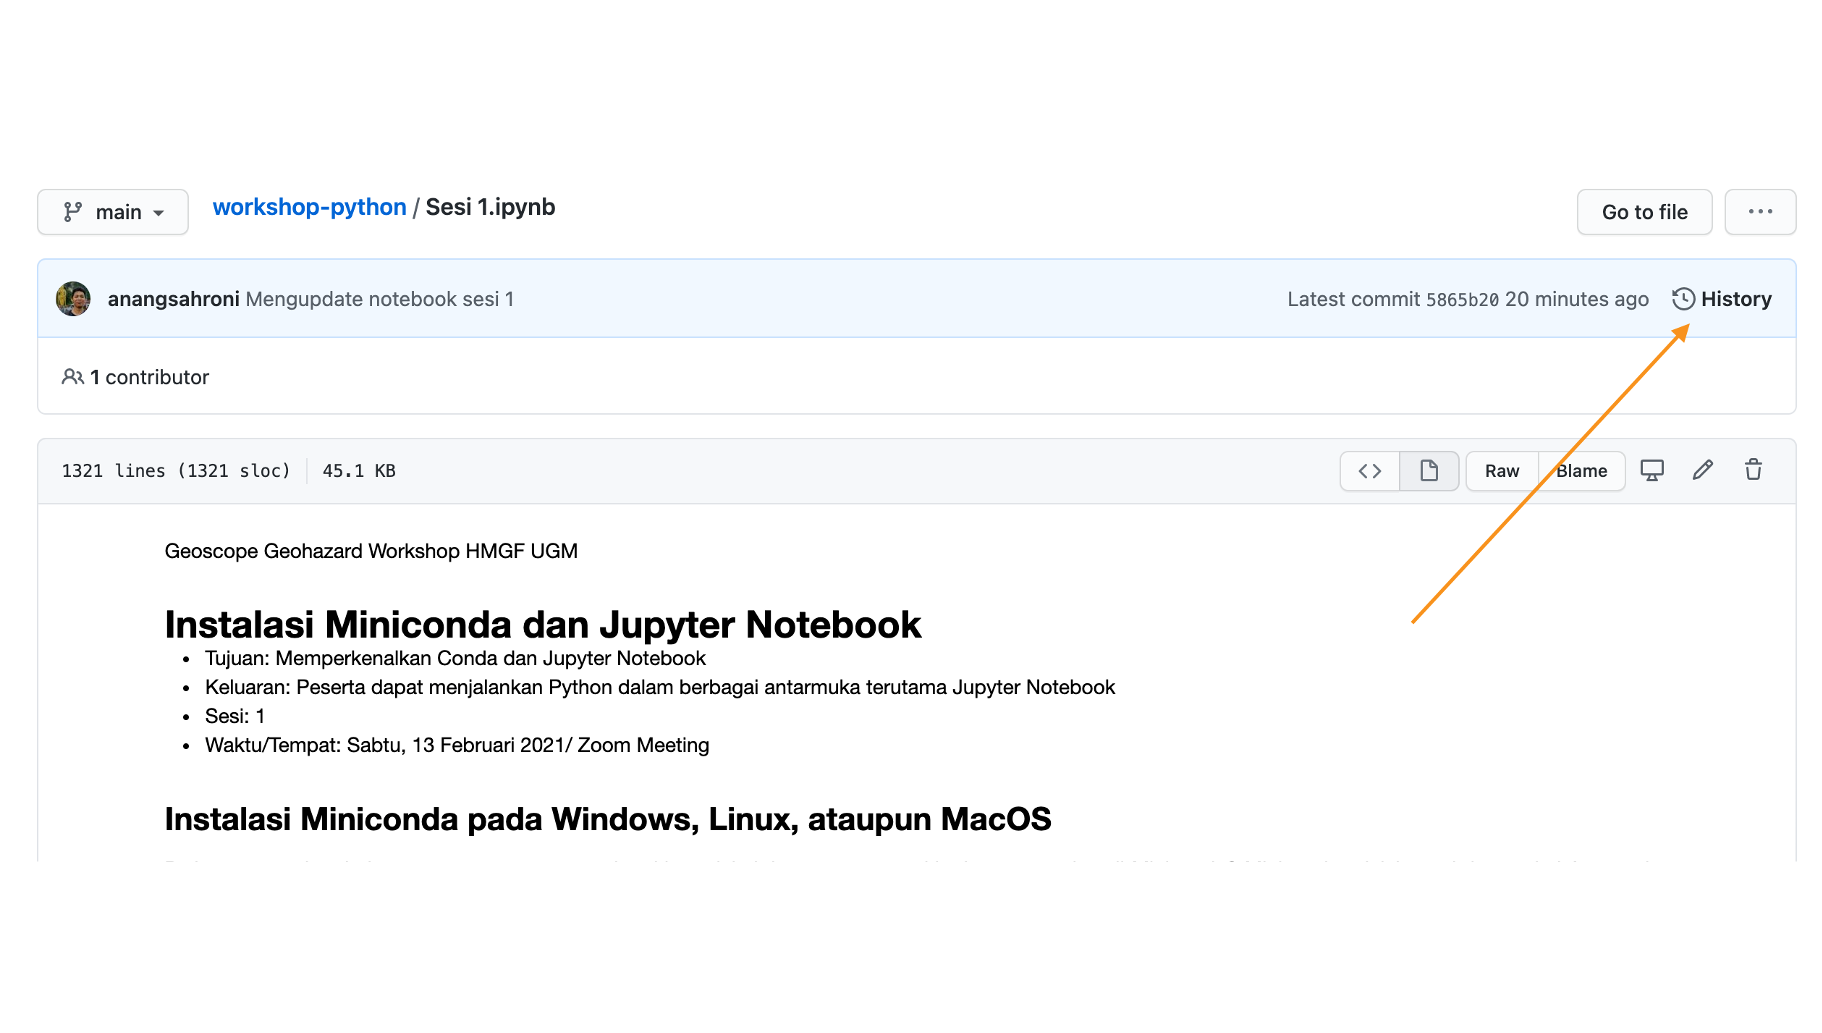 main
workshop-python / Sesi 1.ipynb
Go to file
anangsahroni Mengupdate notebook sesi 1
Latest commit 5865b20 20 minutes ago
History
1 contributor
1321 lines (1321 sloc)
45.1 KB
Raw
Blame
Geoscope Geohazard Workshop HMGF UGM
Instalasi Miniconda dan Jupyter Notebook
• Tujuan: Memperkenalkan Conda dan Jupyter Notebook
• Keluaran: Peserta dapat menjalankan Python dalam berbagai antarmuka terutama Jupyter Notebook
• Sesi: 1
• Waktu/Tempat: Sabtu, 13 Februari 2021/ Zoom Meeting
Instalasi Miniconda pada Windows, Linux, ataupun MacOS